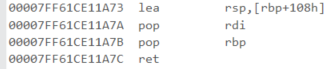 00007FF61CE11A73 lea rsp,[rbp+108h]
00007FF61CE11A7A pop rdi
00007FF61CE11A7B pop rbp
00007FF61CE11A7C ret